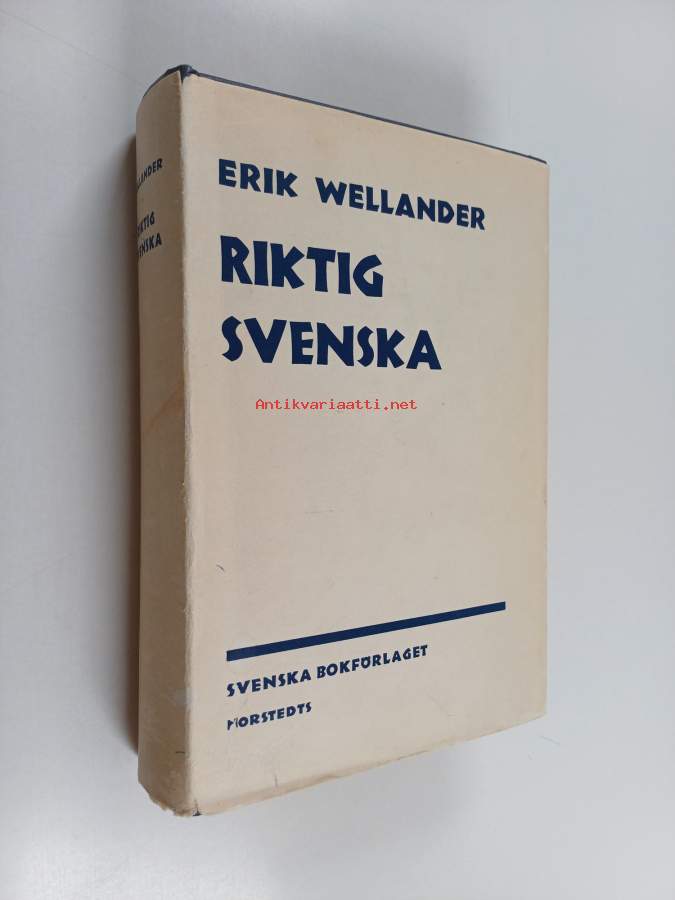 ERIK WELLANDER
RIKTIG
SVENSKA
Antikvariaatti.net
SVENSKA BOKFÖRLAGET
NORSTEDTS